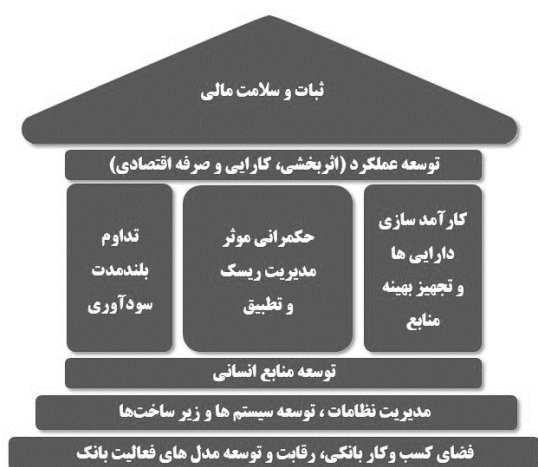 ثبات و سلامت مالی
توسعه عملکرد (اثربخشی، کارایی و صرفه اقتصادی)
کارآمد سازی
دارایی ها
و تجهیز بهینه
منابع
حکمرانی موثر
مدیریت ریسک
و تطبیق
تداوم
بلندمدت
سودآوری
توسعه منابع انسانی
مدیریت نظامات ، توسعه سیستم ها و زیر ساخت‌ها
فضای کسب وکار بانکی، رقابت و توسعه مدل های فعالیت بانک